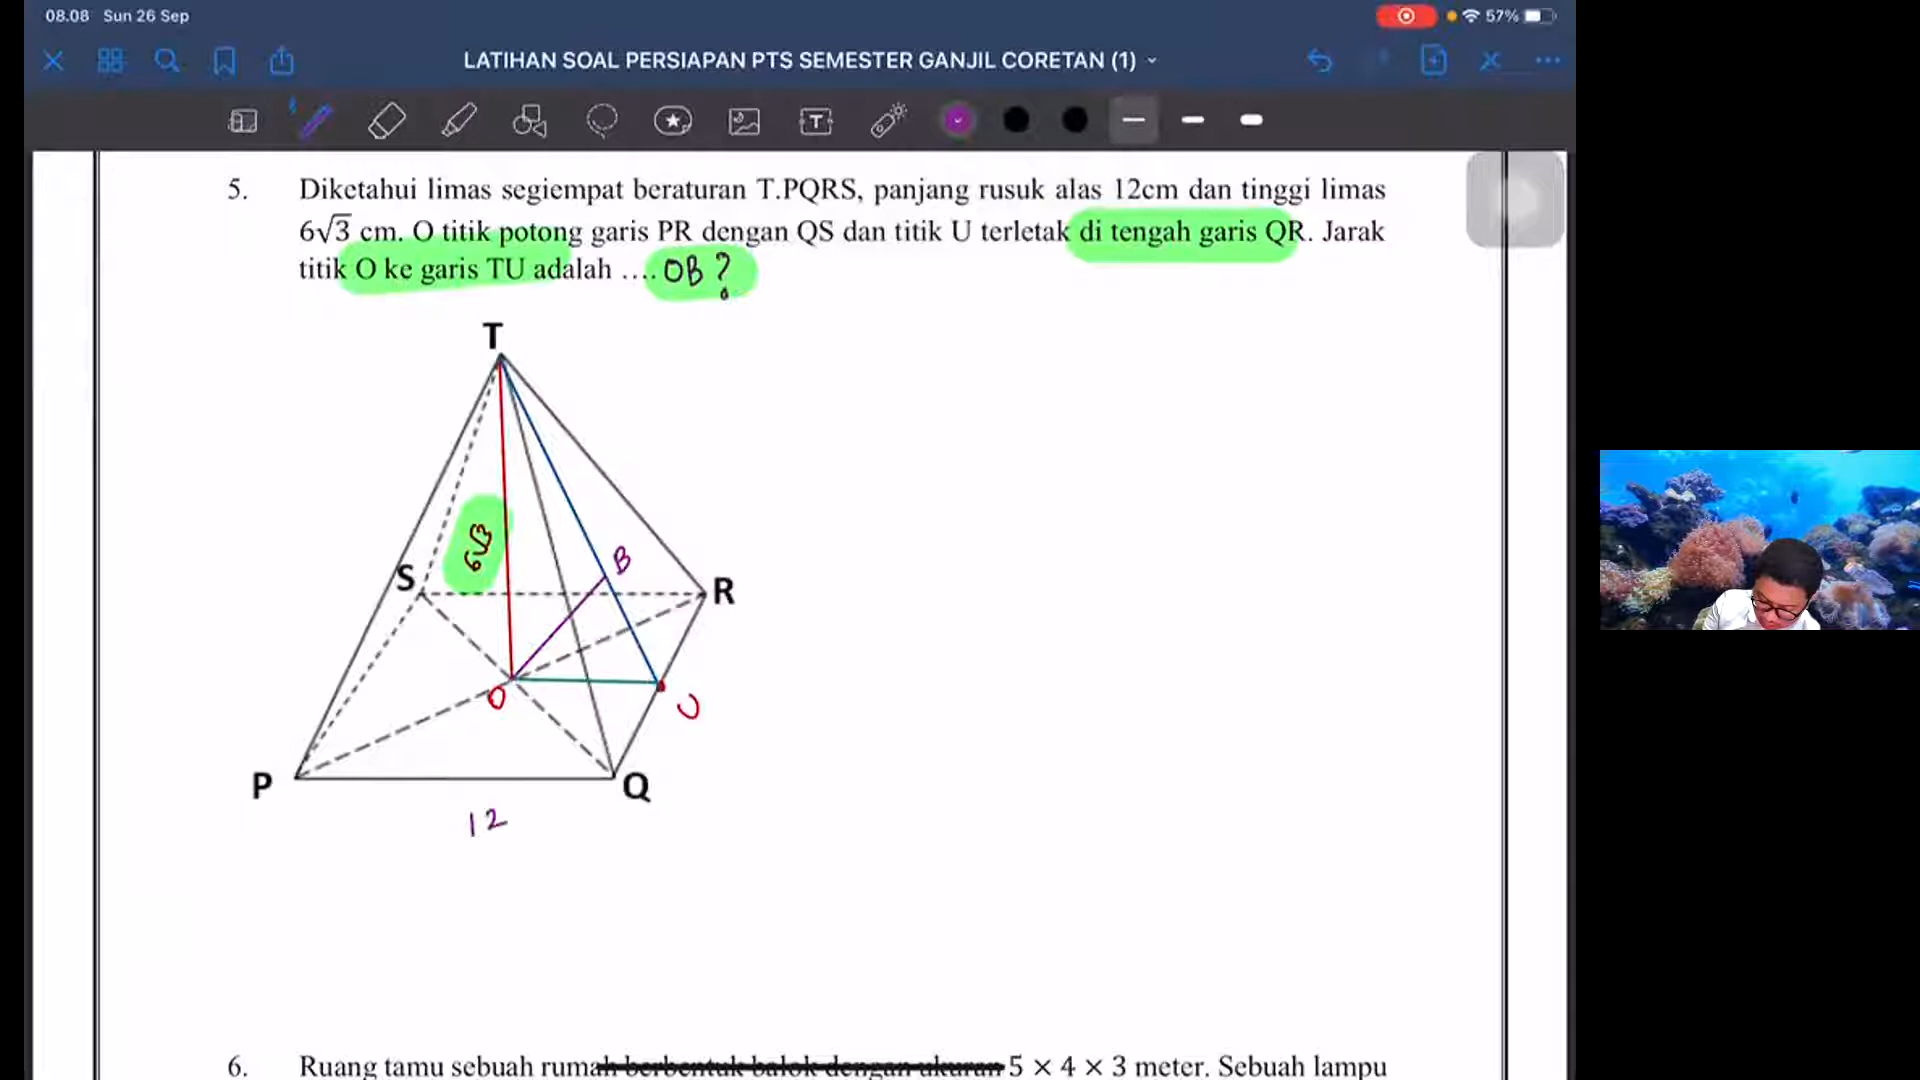 08.08 Sun 26 Sep
57%
LATIHAN SOAL PERSIAPAN PTS SEMESTER GANJIL CORETAN (1)
T
5. Diketahui limas segiempat beraturan T.PQRS, panjang rusuk alas 12cm dan tinggi limas
6√3 cm. O titik potong garis PR dengan QS dan titik U terletak di tengah garis QR. Jarak
titik O ke garis TU adalah .... OB?
T
6√3
B
S
R
O
U
P
Q
12
6. Ruang tamu sebuah rumah berbentuk balok dengan ukuran 5 × 4 × 3 meter. Sebuah lampu